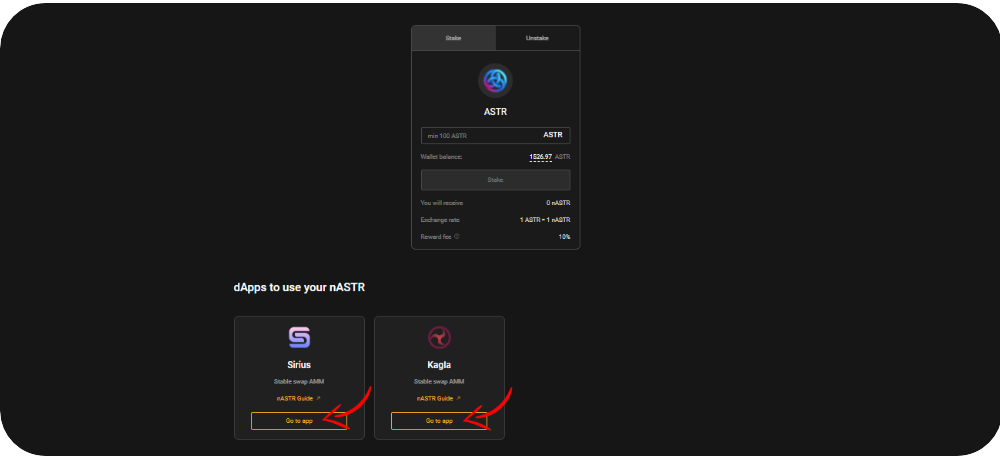 Stake Unstake
ASTR
min 100 ASTR ASTR
Wallet balance: 1526.97 ASTR
Stake
You will receive 0 nASTR
Exchange rate 1 ASTR = 1 nASTR
Reward fee 10%
dApps to use your nASTR
Sirius Kagla
Stable swap AMM Stable swap AMM
nASTR Guide ↗ nASTR Guide ↗
Go to app Go to app